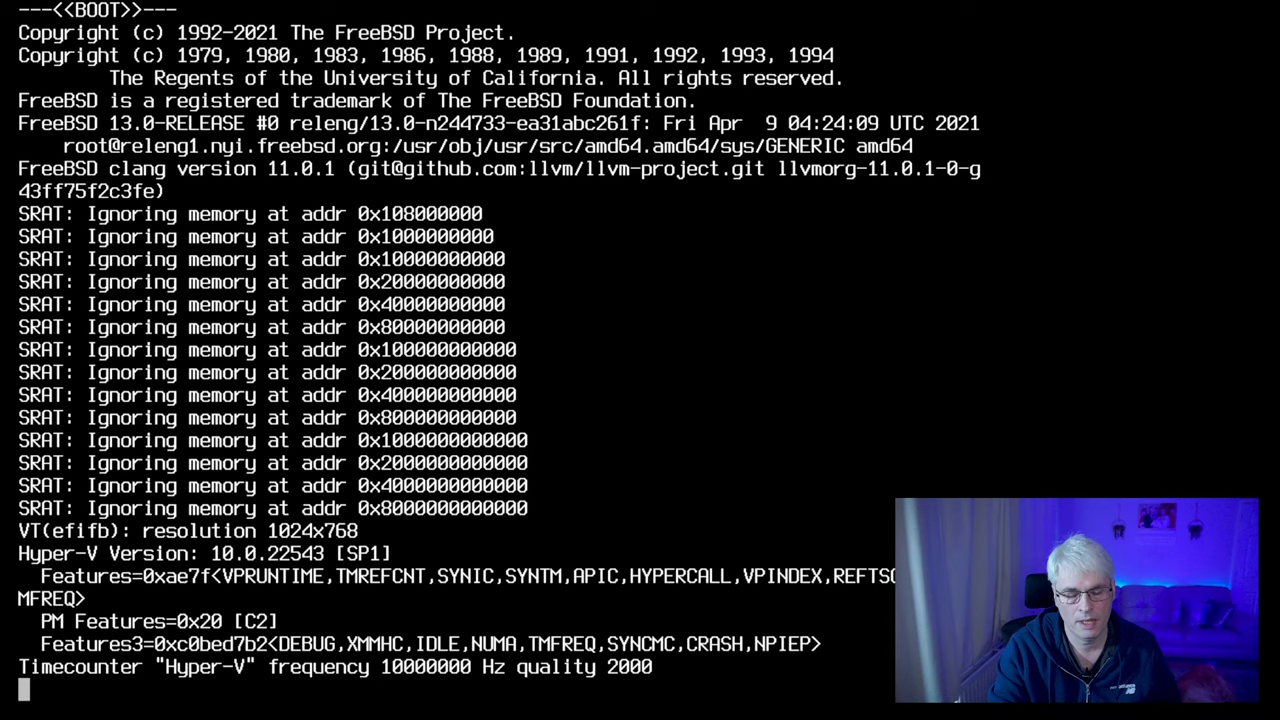 ---<<BOOT>>---
Copyright (c) 1992-2021 The FreeBSD Project.
Copyright (c) 1979, 1980, 1983, 1986, 1988, 1989, 1991, 1992, 1993, 1994
The Regents of the University of California. All rights reserved.
FreeBSD is a registered trademark of The FreeBSD Foundation.
FreeBSD 13.0-RELEASE #0 releng/13.0-n244733-ea31abc261f: Fri Apr  9 04:24:09 UTC 2021
root@releng1.nyi.freebsd.org:/usr/obj/usr/src/amd64.amd64/sys/GENERIC amd64
FreeBSD clang version 11.0.1 (git@github.com:llvm/llvm-project.git llvmorg-11.0.1-0-g
43ff75f2c3fe)
SRAT: Ignoring memory at addr 0x108000000
SRAT: Ignoring memory at addr 0x1000000000
SRAT: Ignoring memory at addr 0x10000000000
SRAT: Ignoring memory at addr 0x20000000000
SRAT: Ignoring memory at addr 0x40000000000
SRAT: Ignoring memory at addr 0x80000000000
SRAT: Ignoring memory at addr 0x100000000000
SRAT: Ignoring memory at addr 0x200000000000
SRAT: Ignoring memory at addr 0x400000000000
SRAT: Ignoring memory at addr 0x800000000000
SRAT: Ignoring memory at addr 0x1000000000000
SRAT: Ignoring memory at addr 0x2000000000000
SRAT: Ignoring memory at addr 0x4000000000000
SRAT: Ignoring memory at addr 0x8000000000000
VT(efifb): resolution 1024x768
Hyper-V Version: 10.0.22543 [SP1]
Features=0xae7f<VPRUNTIME,TMREFCNT,SYNIC,SYNTM,APIC,HYPERCALL,VPINDEX,REFTSC
MFREQ>
PM Features=0x20 [C2]
Features3=0xc0bed7b2<DEBUG,XMMHC,IDLE,NUMA,TMFREQ,SYNCMC,CRASH,NPIEP>
Timecounter "Hyper-V" frequency 10000000 Hz quality 2000